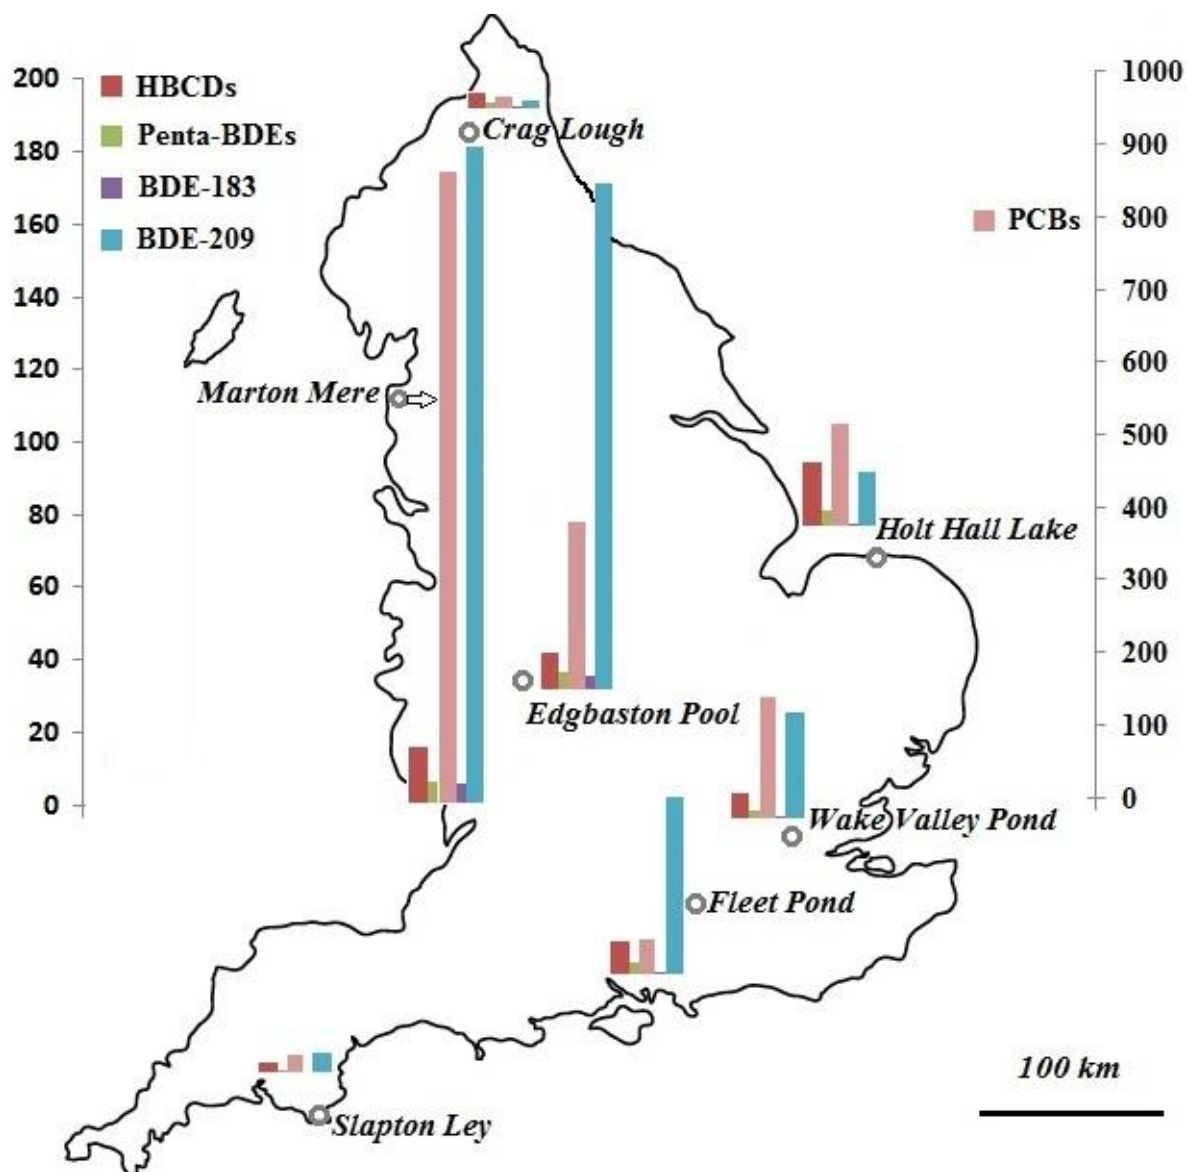 200
180
160
140
120
100
80
60
40
20
0
HBCDs
Penta-BDEs
BDE-183
BDE-209
Crag Lough
Marton Mere
Edgbaston Pool
Holt Hall Lake
Wake Valley Pond
Fleet Pond
Slapton Ley
PCBs
1000
900
800
700
600
500
400
300
200
100
0
100 km